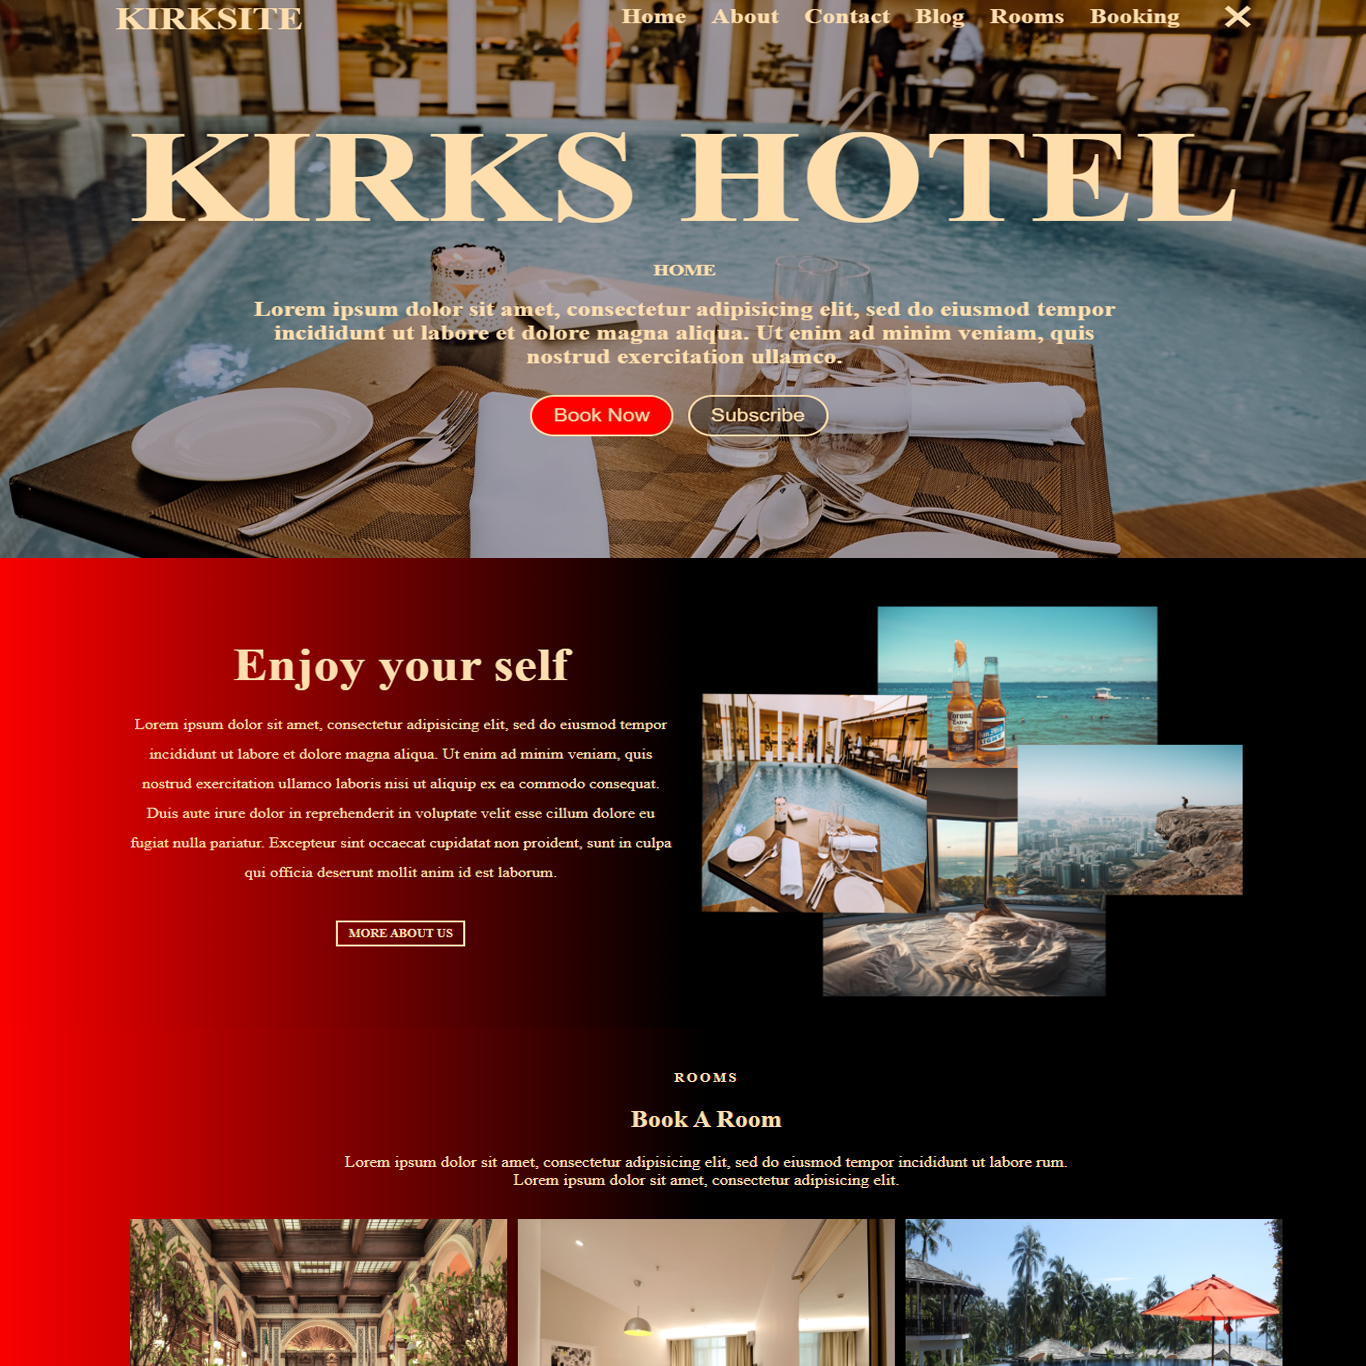 KIRKSITE
Home About Contact Blog Rooms Booking
KIRKS HOTEL
HOME
Lorem ipsum dolor sit amet, consectetur adipisicing elit, sed do eiusmod tempor
incididunt ut labore et dolore magna aliqua. Ut enim ad minim veniam, quis
nostrud exercitation ullamco.
Book Now
Subscribe
Enjoy your self
Lorem ipsum dolor sit amet, consectetur adipisicing elit, sed do eiusmod tempor
incididunt ut labore et dolore magna aliqua. Ut enim ad minim veniam, quis
nostrud exercitation ullamco laboris nisi ut aliquip ex ea commodo consequat.
Duis aute irure dolor in reprehenderit in voluptate velit esse cillum dolore eu
fugiat nulla pariatur. Excepteur sint occaecat cupidatat non proident, sunt in culpa
qui officia deserunt mollit anim id est laborum.
MORE ABOUT US
Corona
Extra
ROOMS
Book A Room
Lorem ipsum dolor sit amet, consectetur adipisicing elit, sed do eiusmod tempor incididunt ut labore rum.
Lorem ipsum dolor sit amet, consectetur adipisicing elit.